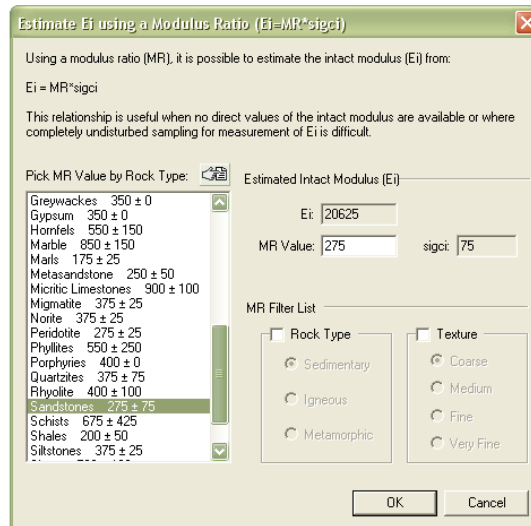 Estimate Ei using a Modulus Ratio (Ei=MR*sigci)
Using a modulus ratio (MR), it is possible to estimate the intact modulus (Ei) from:
Ei = MR*sigci
This relationship is useful when no direct values of the intact modulus are available or where
completely undisturbed sampling for measurement of Ei is difficult.
Pick MR Value by Rock Type:
Greywackes 350 ± 0
Gypsum 350 ± 0
Hornfels 550 ± 150
Marble 850 ± 150
Marls 175 ± 25
Metasandstone 250 ± 50
Micritic Limestones 900 ± 100
Migmatite 375 ± 25
Norite 375 ± 25
Peridotite 275 ± 25
Phyllites 550 ± 250
Porphyries 400 ± 0
Quartzites 375 ± 75
Rhyolite 400 ± 100
Sandstones 275 ± 75
Schists 675 ± 425
Shales 200 ± 50
Siltstones 375 ± 25
Estimated Intact Modulus (Ei)
Ei: 20625
MR Value: 275 sigci: 75
MR Filter List
Rock Type
Sedimentary
Igneous
Metamorphic
Texture
Coarse
Medium
Fine
Very Fine
OK Cancel